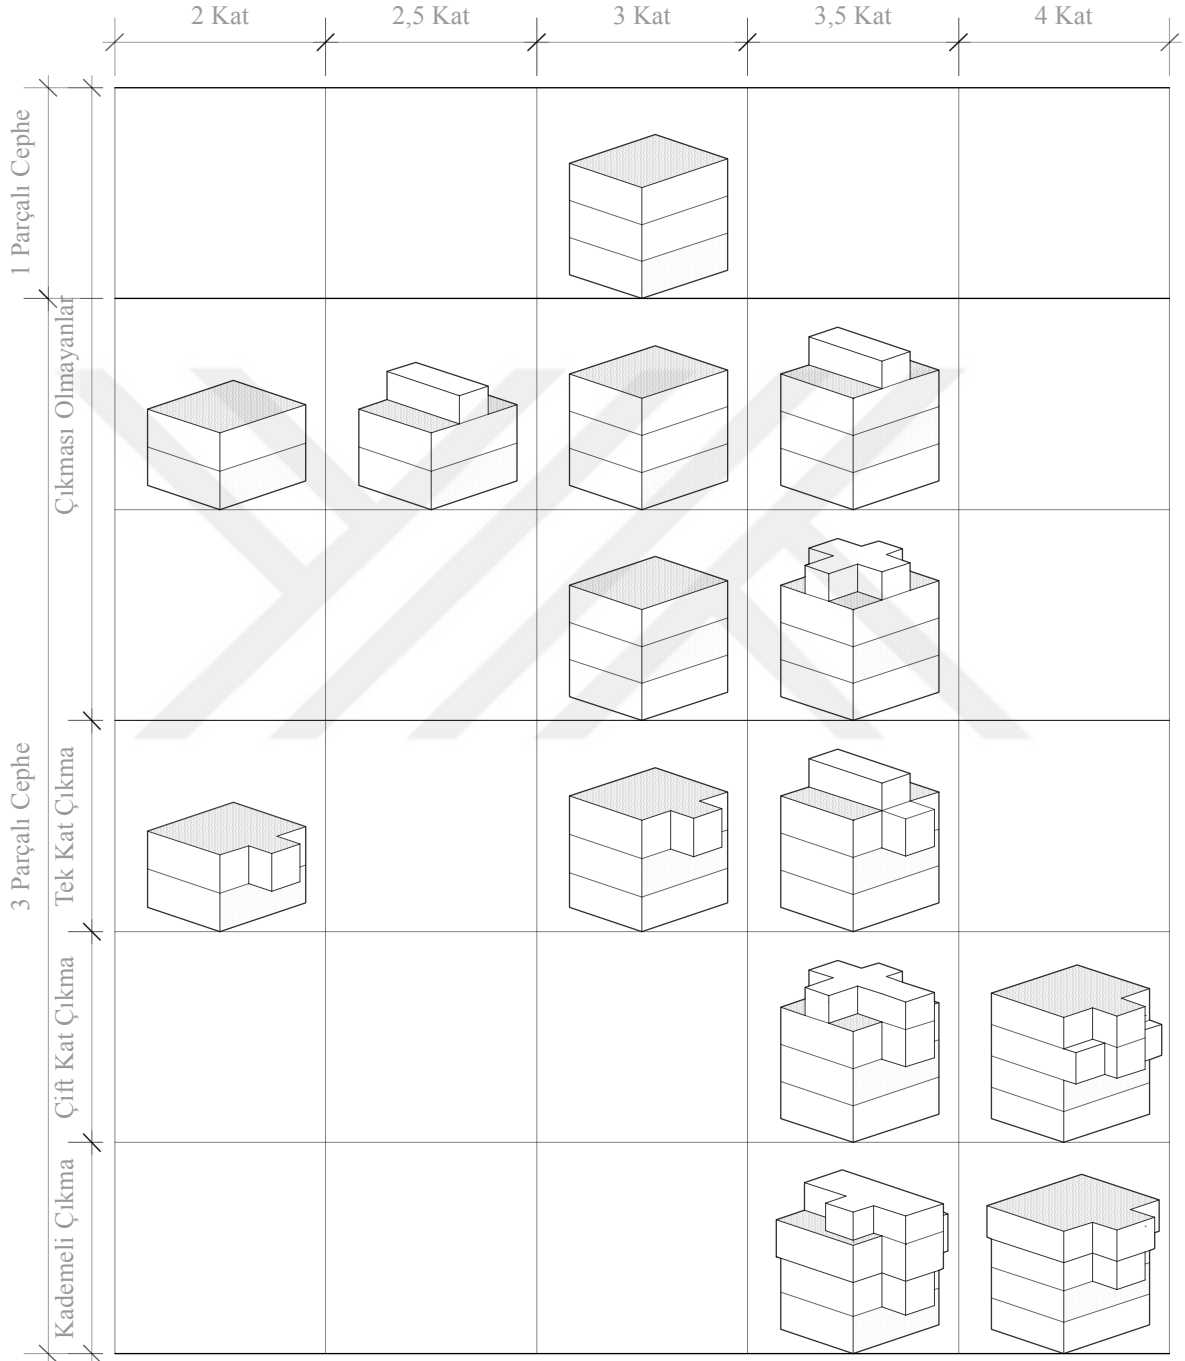 2 Kat
2,5 Kat
3 Kat
3,5 Kat
4 Kat
1 Parçalı Cephe
3 Parçalı Cephe
Çıkması Olmayanlar
Tek Kat Çıkma
Çift Kat Çıkma
Kademeli Çıkma